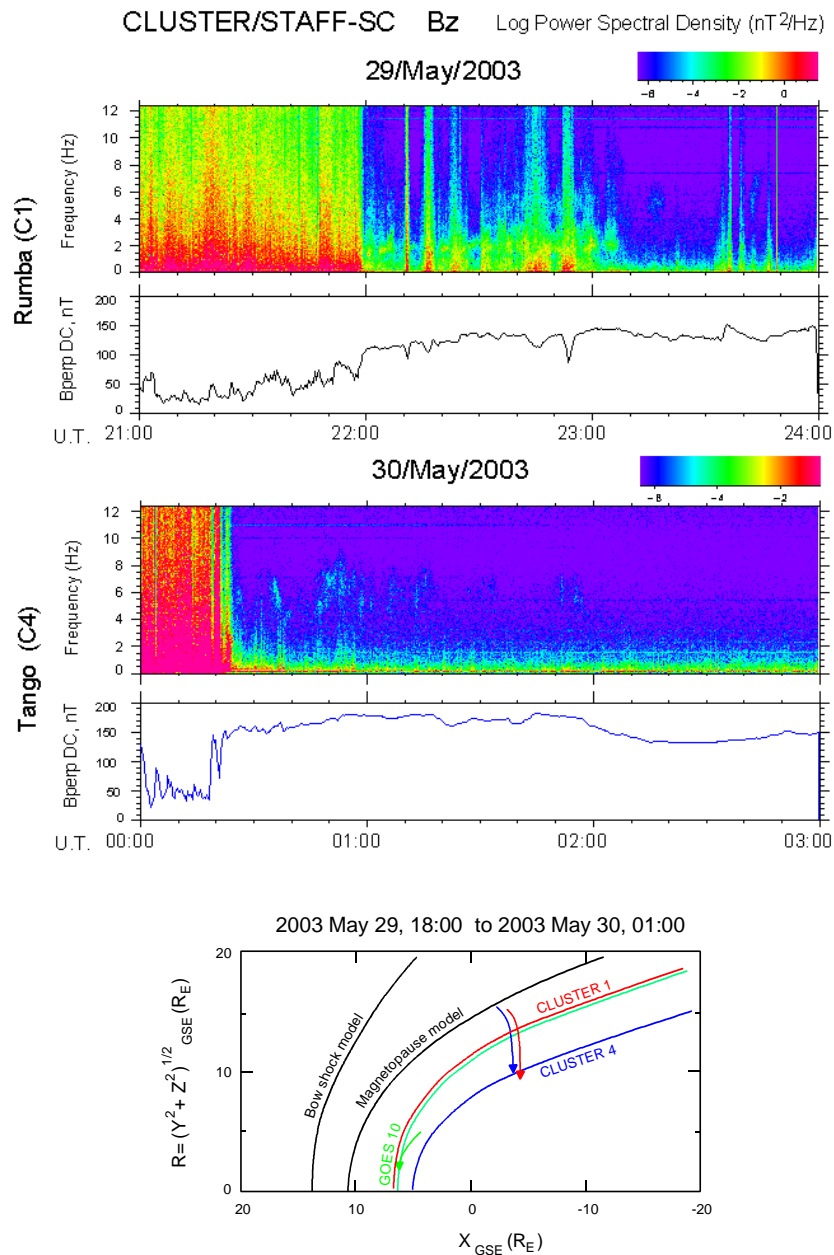 CLUSTER/STAFF-SC Bz Log Power Spectral Density (nT2/Hz)
29/May/2003
-8 -4 -2 0
Rumba (C1)
Frequency (Hz)
12
10
8
6
4
2
0
Bperp DC, nT
200
150
100
50
0
U.T. 21:00 22:00 23:00 24:00
30/May/2003
-8 -4 -2
Tango (C4)
Frequency (Hz)
12
10
8
6
4
2
0
Bperp DC, nT
200
150
100
50
0
U.T. 00:00 01:00 02:00 03:00
2003 May 29, 18:00 to 2003 May 30, 01:00
R=(Y2+Z2)1/2 GSE (RE)
20
10
0
Bow shock model
Magnetopause model
CLUSTER 1
CLUSTER 4
GOES 10
20 10 0 -10 -20
X GSE (RE)